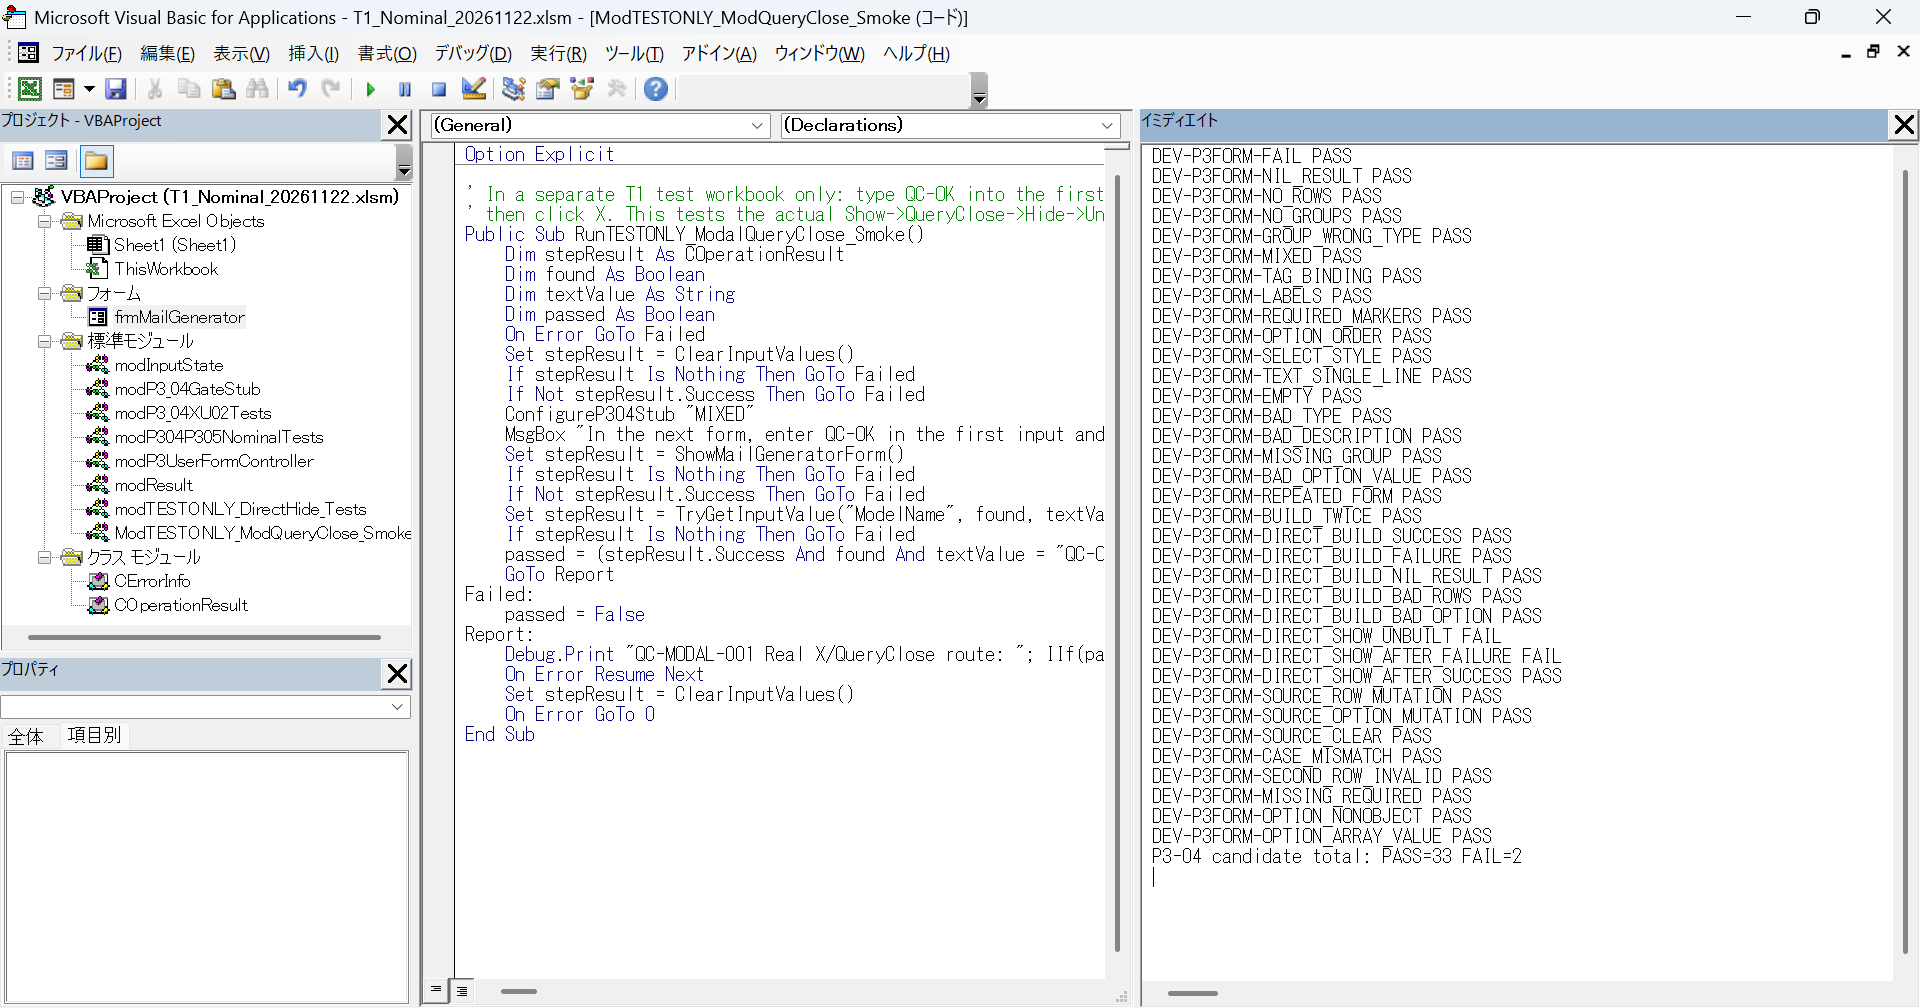 Microsoft Visual Basic for Applications - T1_Nominal_20261122.xlsm - [ModTESTONLY_ModQueryClose_Smoke (コード)]
ファイル(F) 編集(E) 表示(V) 挿入(I) 書式(O) デバッグ(D) 実行(R) ツール(T) アドイン(A) ウィンドウ(W) ヘルプ(H)
プロジェクト - VBAProject
VBAProject (T1_Nominal_20261122.xlsm)
Microsoft Excel Objects
Sheet1 (Sheet1)
ThisWorkbook
フォーム
frmMailGenerator
標準モジュール
modInputState
modP3_04GateStub
modP3_04XU02Tests
modP304P305NominalTests
modP3UserFormController
modResult
modTESTONLY_DirectHide_Tests
ModTESTONLY_ModQueryClose_Smoke
クラス モジュール
CErrorInfo
COperationResult
プロパティ
全体 項目別
(General) (Declarations)
Option Explicit
' In a separate T1 test workbook only: type QC-OK into the first
' then click X. This tests the actual Show->QueryClose->Hide->Un
Public Sub RunTESTONLY_ModalQueryClose_Smoke()
Dim stepResult As COperationResult
Dim found As Boolean
Dim textValue As String
Dim passed As Boolean
On Error GoTo Failed
Set stepResult = ClearInputValues()
If stepResult Is Nothing Then GoTo Failed
If Not stepResult.Success Then GoTo Failed
ConfigureP304Stub "MIXED"
MsgBox "In the next form, enter QC-OK in the first input and
Set stepResult = ShowMailGeneratorForm()
If stepResult Is Nothing Then GoTo Failed
If Not stepResult.Success Then GoTo Failed
Set stepResult = TryGetInputValue("ModelName", found, textVa
If stepResult Is Nothing Then GoTo Failed
passed = (stepResult.Success And found And textValue = "QC-O
GoTo Report
Failed:
passed = False
Report:
Debug.Print "QC-MODAL-001 Real X/QueryClose route: "; IIf(pa
On Error Resume Next
Set stepResult = ClearInputValues()
On Error GoTo 0
End Sub
イミディエイト
DEV-P3FORM-FAIL PASS
DEV-P3FORM-NIL_RESULT PASS
DEV-P3FORM-NO_ROWS PASS
DEV-P3FORM-NO_GROUPS PASS
DEV-P3FORM-GROUP_WRONG_TYPE PASS
DEV-P3FORM-MIXED PASS
DEV-P3FORM-TAG_BINDING PASS
DEV-P3FORM-LABELS PASS
DEV-P3FORM-REQUIRED_MARKERS PASS
DEV-P3FORM-OPTION_ORDER PASS
DEV-P3FORM-SELECT_STYLE PASS
DEV-P3FORM-TEXT_SINGLE_LINE PASS
DEV-P3FORM-EMPTY PASS
DEV-P3FORM-BAD_TYPE PASS
DEV-P3FORM-BAD_DESCRIPTION PASS
DEV-P3FORM-MISSING_GROUP PASS
DEV-P3FORM-BAD_OPTION_VALUE PASS
DEV-P3FORM-REPEATED_FORM PASS
DEV-P3FORM-BUILD_TWICE PASS
DEV-P3FORM-DIRECT_BUILD_SUCCESS PASS
DEV-P3FORM-DIRECT_BUILD_FAILURE PASS
DEV-P3FORM-DIRECT_BUILD_NIL_RESULT PASS
DEV-P3FORM-DIRECT_BUILD_BAD_ROWS PASS
DEV-P3FORM-DIRECT_BUILD_BAD_OPTION PASS
DEV-P3FORM-DIRECT_SHOW_UNBUILT FAIL
DEV-P3FORM-DIRECT_SHOW_AFTER_FAILURE FAIL
DEV-P3FORM-DIRECT_SHOW_AFTER_SUCCESS PASS
DEV-P3FORM-SOURCE_ROW_MUTATION PASS
DEV-P3FORM-SOURCE_OPTION_MUTATION PASS
DEV-P3FORM-SOURCE_CLEAR PASS
DEV-P3FORM-CASE_MISMATCH PASS
DEV-P3FORM-SECOND_ROW_INVALID PASS
DEV-P3FORM-MISSING_REQUIRED PASS
DEV-P3FORM-OPTION_NONOBJECT PASS
DEV-P3FORM-OPTION_ARRAY_VALUE PASS
P3-04 candidate total: PASS=33 FAIL=2